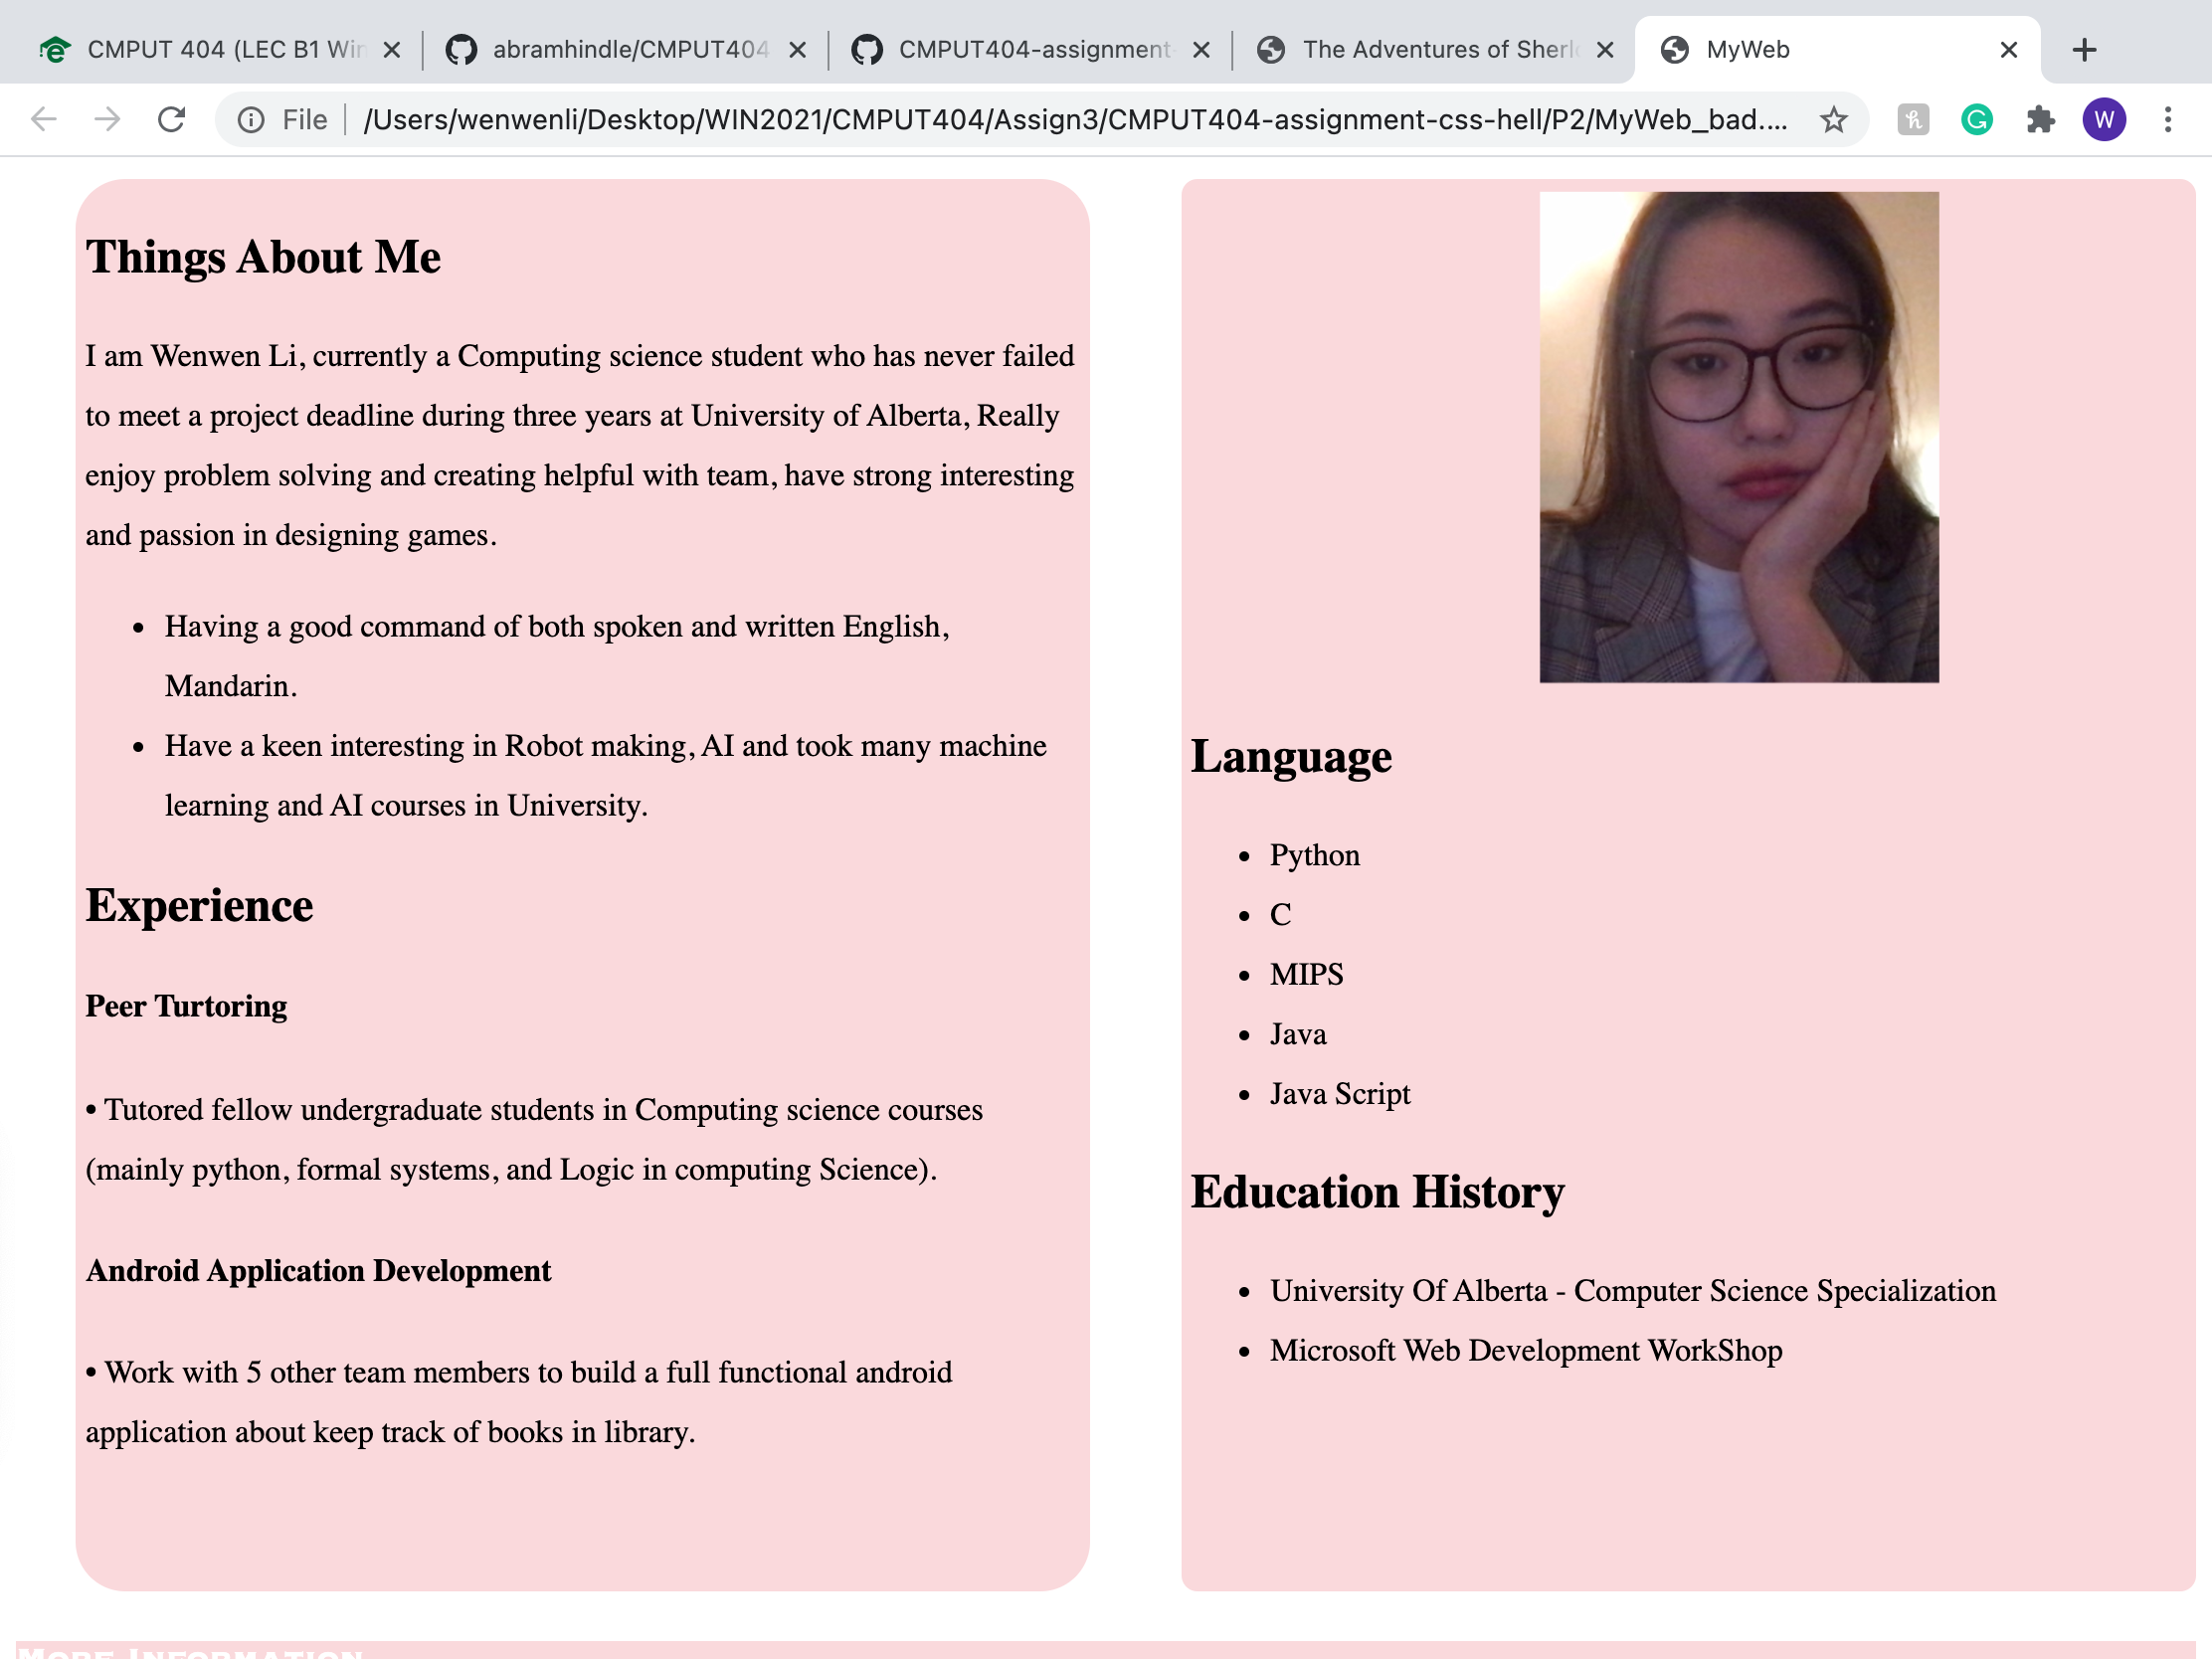 CMPUT 404 (LEC B1 Win
abramhindle/CMPUT404
CMPUT404-assignment-
The Adventures of Sherlo
MyWeb
File
/Users/wenwenli/Desktop/WIN2021/CMPUT404/Assign3/CMPUT404-assignment-css-hell/P2/MyWeb_bad....
W
Things About Me
I am Wenwen Li, currently a Computing science student who has never failed
to meet a project deadline during three years at University of Alberta, Really
enjoy problem solving and creating helpful with team, have strong interesting
and passion in designing games.
• Having a good command of both spoken and written English,
Mandarin.
• Have a keen interesting in Robot making, AI and took many machine
learning and AI courses in University.
Experience
Peer Turtoring
• Tutored fellow undergraduate students in Computing science courses
(mainly python, formal systems, and Logic in computing Science).
Android Application Development
• Work with 5 other team members to build a full functional android
application about keep track of books in library.
Language
• Python
• C
• MIPS
• Java
• Java Script
Education History
• University Of Alberta - Computer Science Specialization
• Microsoft Web Development WorkShop
More Information